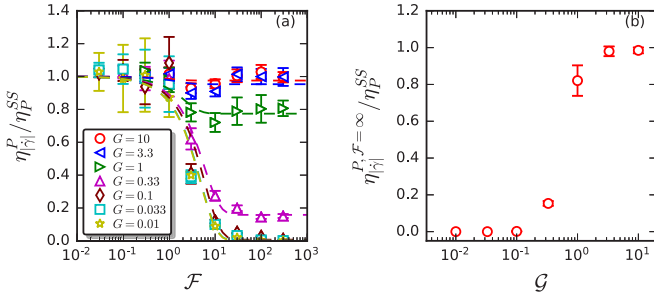 (a)
1.4
1.2
1.0
0.8
0.6
0.4
0.2
0.0
η^P_{|γ̇|}/η^{SS}_P
G = 10
G = 3.3
G = 1
G = 0.33
G = 0.1
G = 0.033
G = 0.01
10^{-2} 10^{-1} 10^0 10^1 10^2 10^3
ℱ
(b)
1.2
1.0
0.8
0.6
0.4
0.2
0.0
η^{P,ℱ=∞}_{|γ̇|}/η^{SS}_P
10^{-2} 10^{-1} 10^0 10^1
𝒢